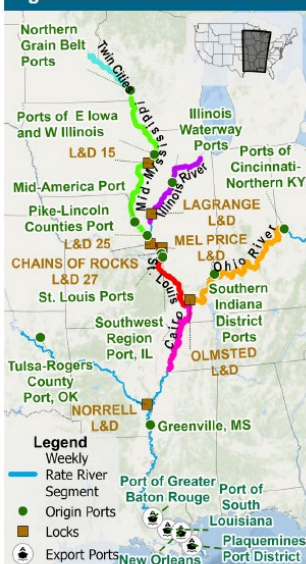 Northern
Grain Belt
Ports
Twin Cities
Ports of E Iowa
and W Illinois
Mid-Mississippi
Illinois
Waterway
Ports
L&D 15
Illinois River
Ports of
Cincinnati-
Northern KY
Mid-America Port
LAGRANGE
L&D
Pike-Lincoln
Counties Port
MEL PRICE
L&D
Ohio River
L&D 25
CHAINS OF ROCKS
L&D 27
St. Louis
St. Louis Ports
Southern
Indiana
District
Ports
Southwest
Region
Port, IL
Cairo
OLMSTED
L&D
Tulsa-Rogers
County
Port, OK
NORRELL
L&D
Greenville, MS
Legend
Weekly
Rate River
Segment
Origin Ports
Locks
Export Ports
Port of Greater
Baton Rouge
Port of
South
Louisiana
Plaquemines
Port District
New Orleans